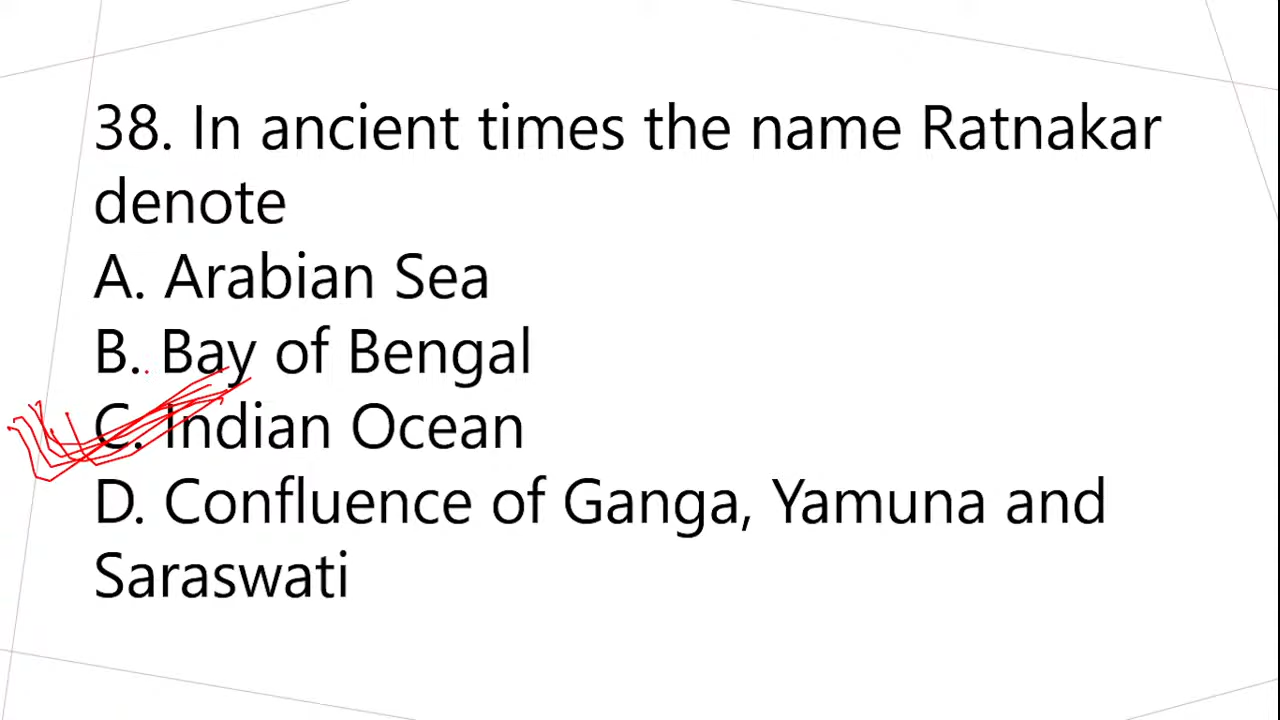 38. In ancient times the name Ratnakar
denote
A. Arabian Sea
B. Bay of Bengal
C. Indian Ocean
D. Confluence of Ganga, Yamuna and
Saraswati